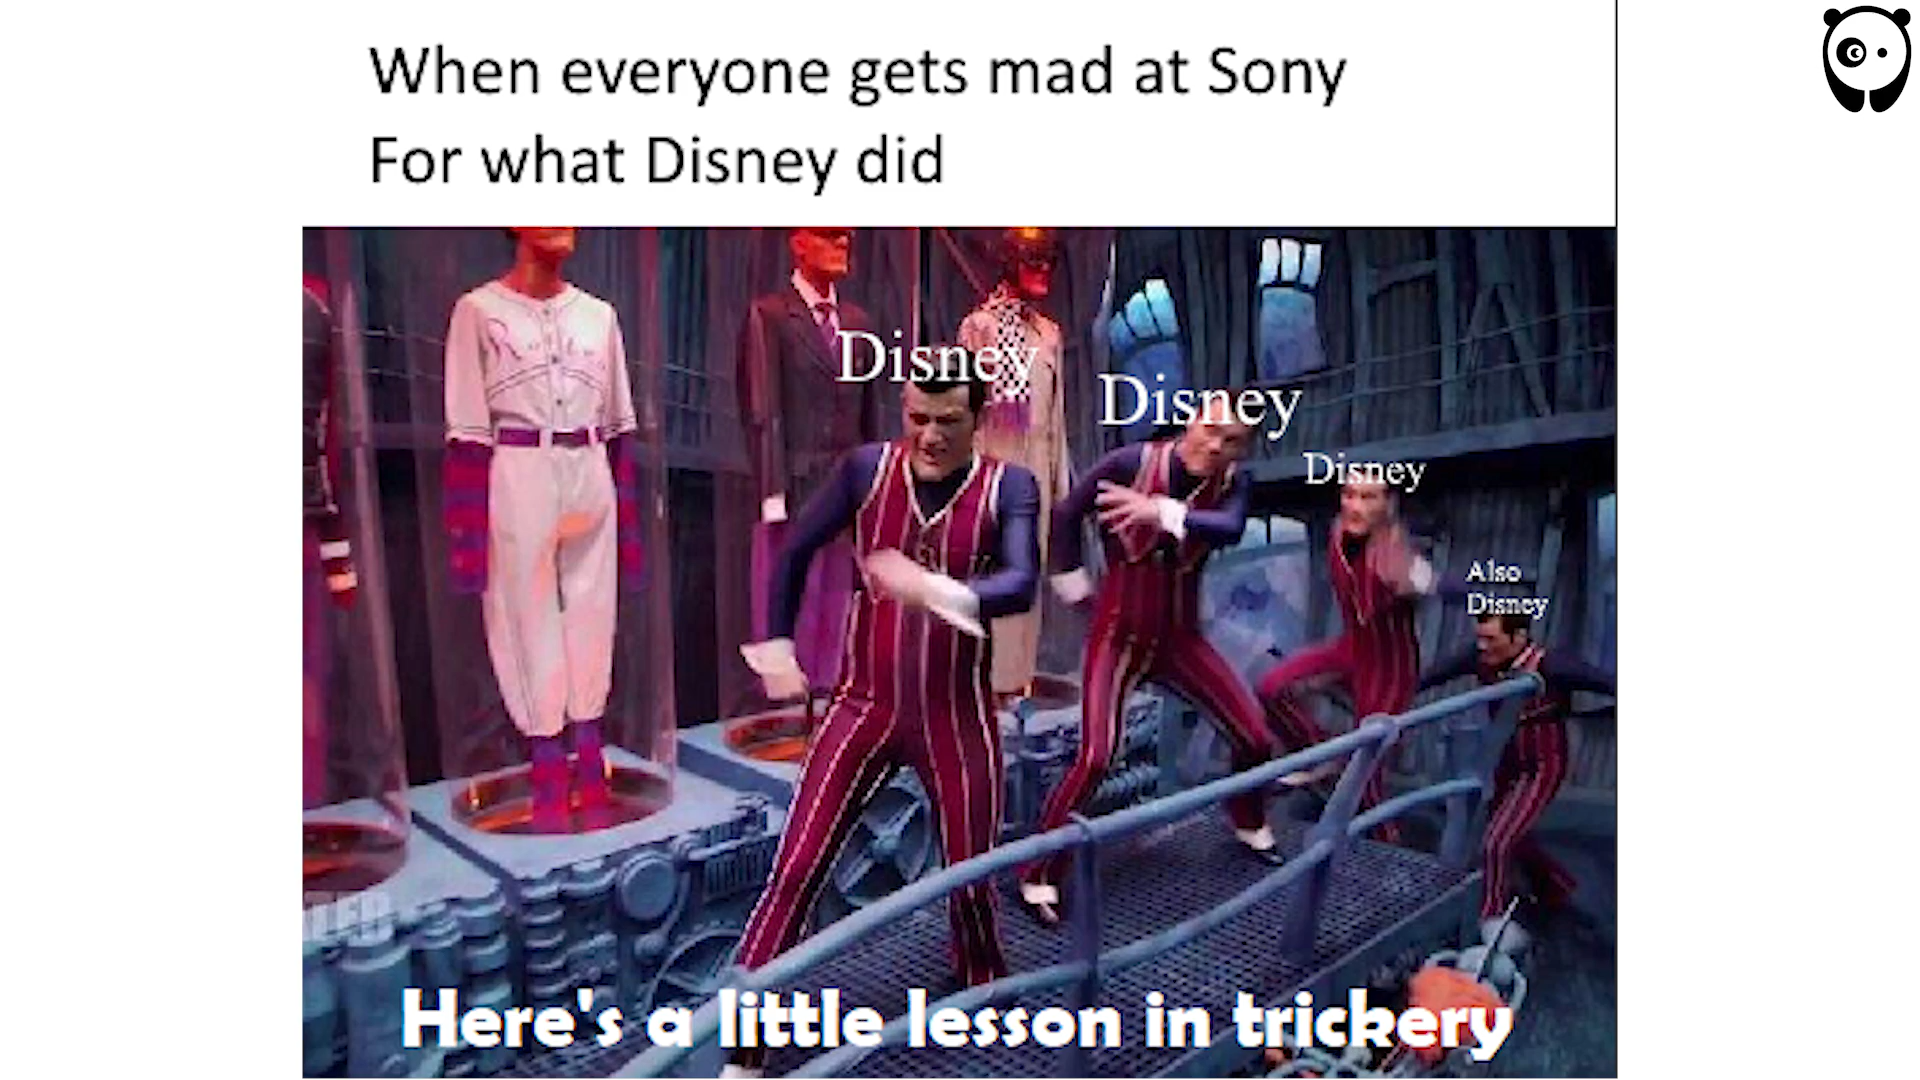 When everyone gets mad at Sony
For what Disney did
Disney
Disney
Disney
Also
Disney
Here's a little lesson in trickery